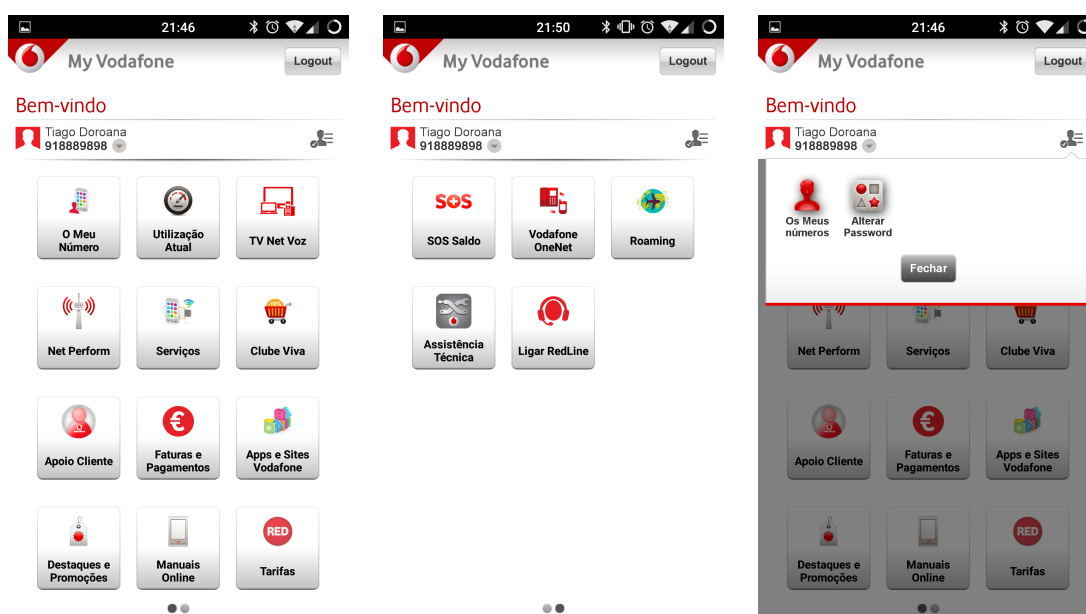 21:46
My Vodafone
Logout
Bem-vindo
Tiago Doroana
918889898
O Meu
Número
Utilização
Atual
TV Net Voz
Net Perform
Serviços
Clube Viva
Apoio Cliente
Faturas e
Pagamentos
Apps e Sites
Vodafone
Destaques e
Promoções
Manuais
Online
RED
Tarifas
21:50
My Vodafone
Logout
Bem-vindo
Tiago Doroana
918889898
SOS
SOS Saldo
Vodafone
OneNet
Roaming
Assistência
Técnica
Ligar RedLine
21:46
My Vodafone
Logout
Bem-vindo
Tiago Doroana
918889898
Os Meus
números
Alterar
Password
Fechar
Net Perform
Serviços
Clube Viva
Apoio Cliente
Faturas e
Pagamentos
Apps e Sites
Vodafone
Destaques e
Promoções
Manuais
Online
RED
Tarifas